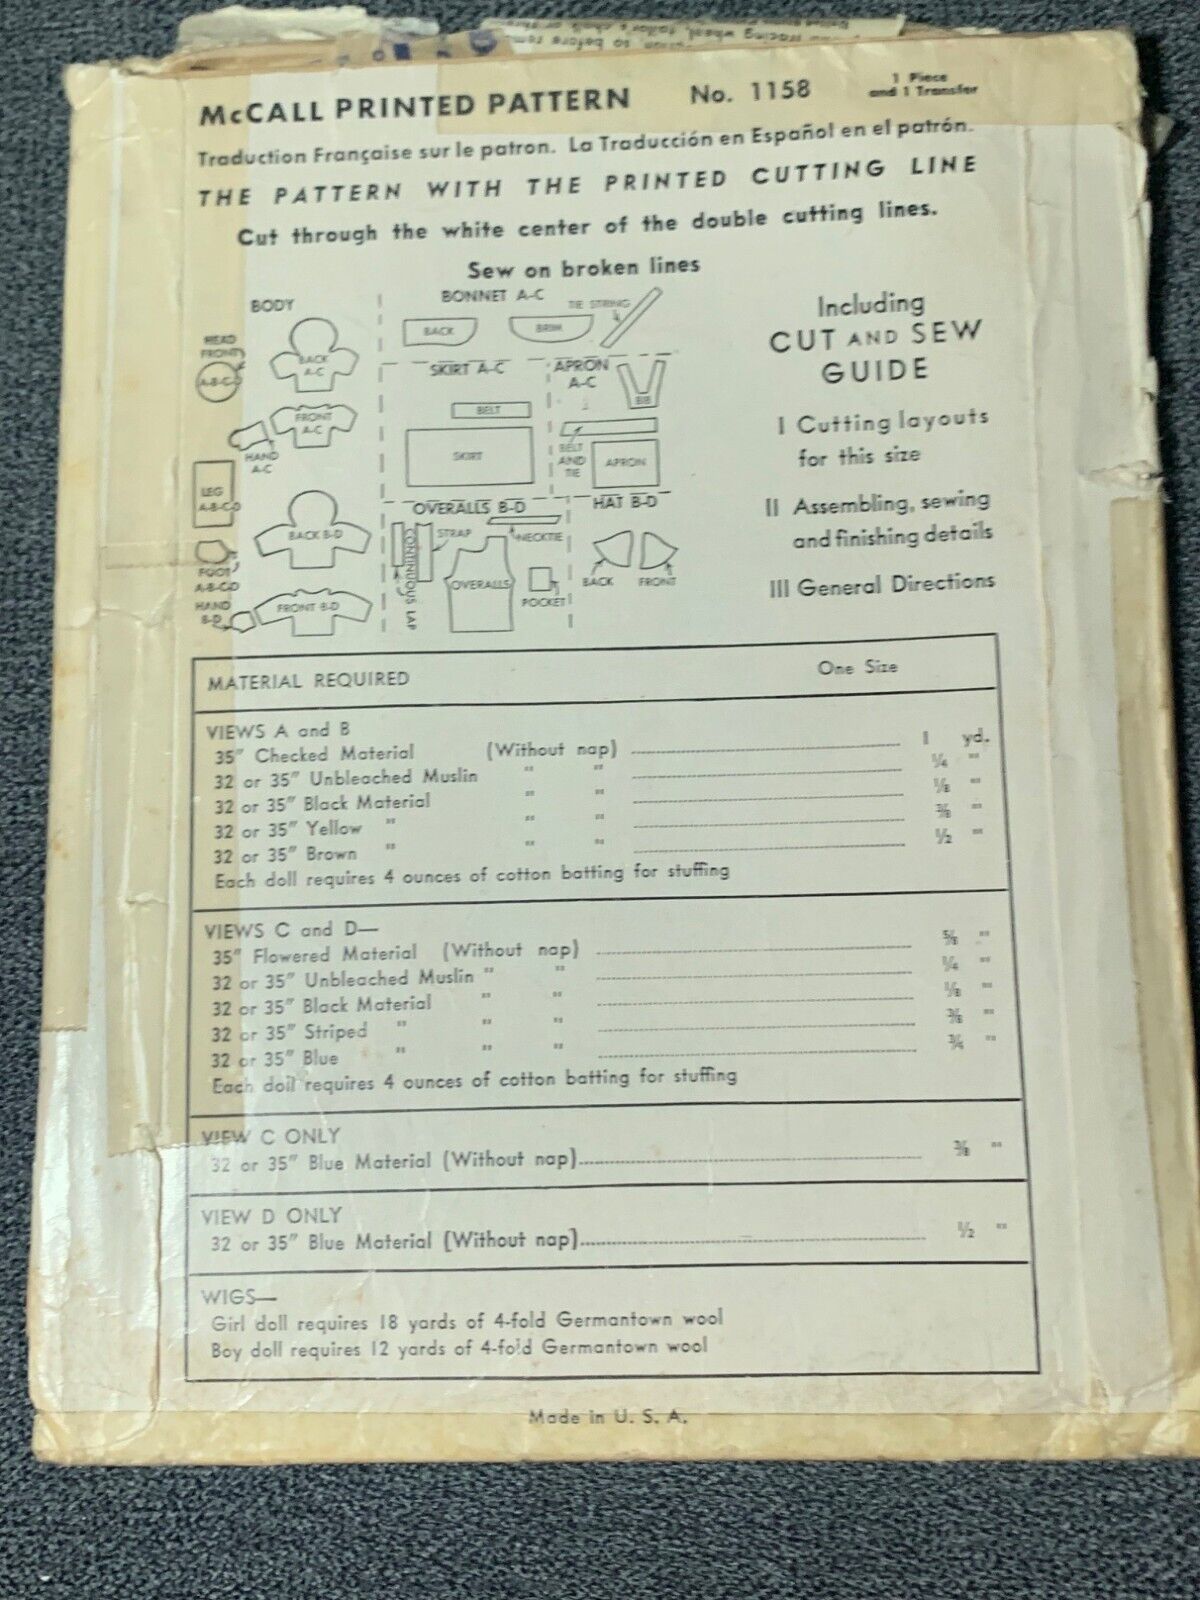 McCALL PRINTED PATTERN No. 1158 1 Piece and 1 Transfer
Traduction Française sur le patron. La Traducción en Español en el patrón.
THE PATTERN WITH THE PRINTED CUTTING LINE
Cut through the white center of the double cutting lines.
Sew on broken lines
BODY
HEAD FRONT
A-B-C-D
BACK A-C
FRONT A-C
HAND A-C
LEG A-B-C-D
BACK B-D
FOOT A-B-C-D
HAND B-D
FRONT B-D
BONNET A-C
TIE STRING
BACK
BRIM
SKIRT A-C
BELT
SKIRT
APRON A-C
BIB
BELT AND TIE
APRON
OVERALLS B-D
CONTINUOUS LAP
STRAP
NECKTIE
OVERALLS
POCKET
HAT B-D
BACK
FRONT
Including
CUT AND SEW
GUIDE
I Cutting layouts
for this size
II Assembling, sewing
and finishing details
III General Directions
MATERIAL REQUIRED One Size
VIEWS A and B
35" Checked Material (Without nap) 1 yd.
32 or 35" Unbleached Muslin " " ¼ "
32 or 35" Black Material " " ⅛ "
32 or 35" Yellow " " " ⅜ "
32 or 35" Brown " " " ½ "
Each doll requires 4 ounces of cotton batting for stuffing
VIEWS C and D—
35" Flowered Material (Without nap) ⅝ "
32 or 35" Unbleached Muslin " " ¼ "
32 or 35" Black Material " " ⅛ "
32 or 35" Striped " " " ⅜ "
32 or 35" Blue " " " ¾ "
Each doll requires 4 ounces of cotton batting for stuffing
VIEW C ONLY
32 or 35" Blue Material (Without nap) ⅜ "
VIEW D ONLY
32 or 35" Blue Material (Without nap) ½ "
WIGS—
Girl doll requires 18 yards of 4-fold Germantown wool
Boy doll requires 12 yards of 4-fold Germantown wool
Made in U. S. A.